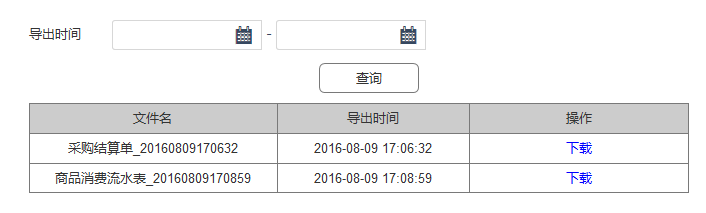 导出时间 -
查询
文件名 导出时间 操作
采购结算单_20160809170632 2016-08-09 17:06:32 下载
商品消费流水表_20160809170859 2016-08-09 17:08:59 下载